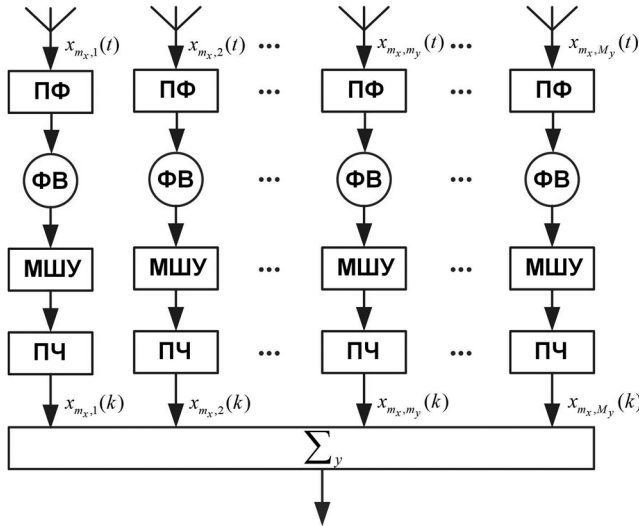 x_{m_x,1}(t) x_{m_x,2}(t) ... x_{m_x,m_y}(t) ... x_{m_x,M_y}(t)
ПФ ПФ ... ПФ ... ПФ
ФВ ФВ ... ФВ ... ФВ
МШУ МШУ ... МШУ ... МШУ
ПЧ ПЧ ... ПЧ ... ПЧ
x_{m_x,1}(k) x_{m_x,2}(k) x_{m_x,m_y}(k) x_{m_x,M_y}(k)
∑_y